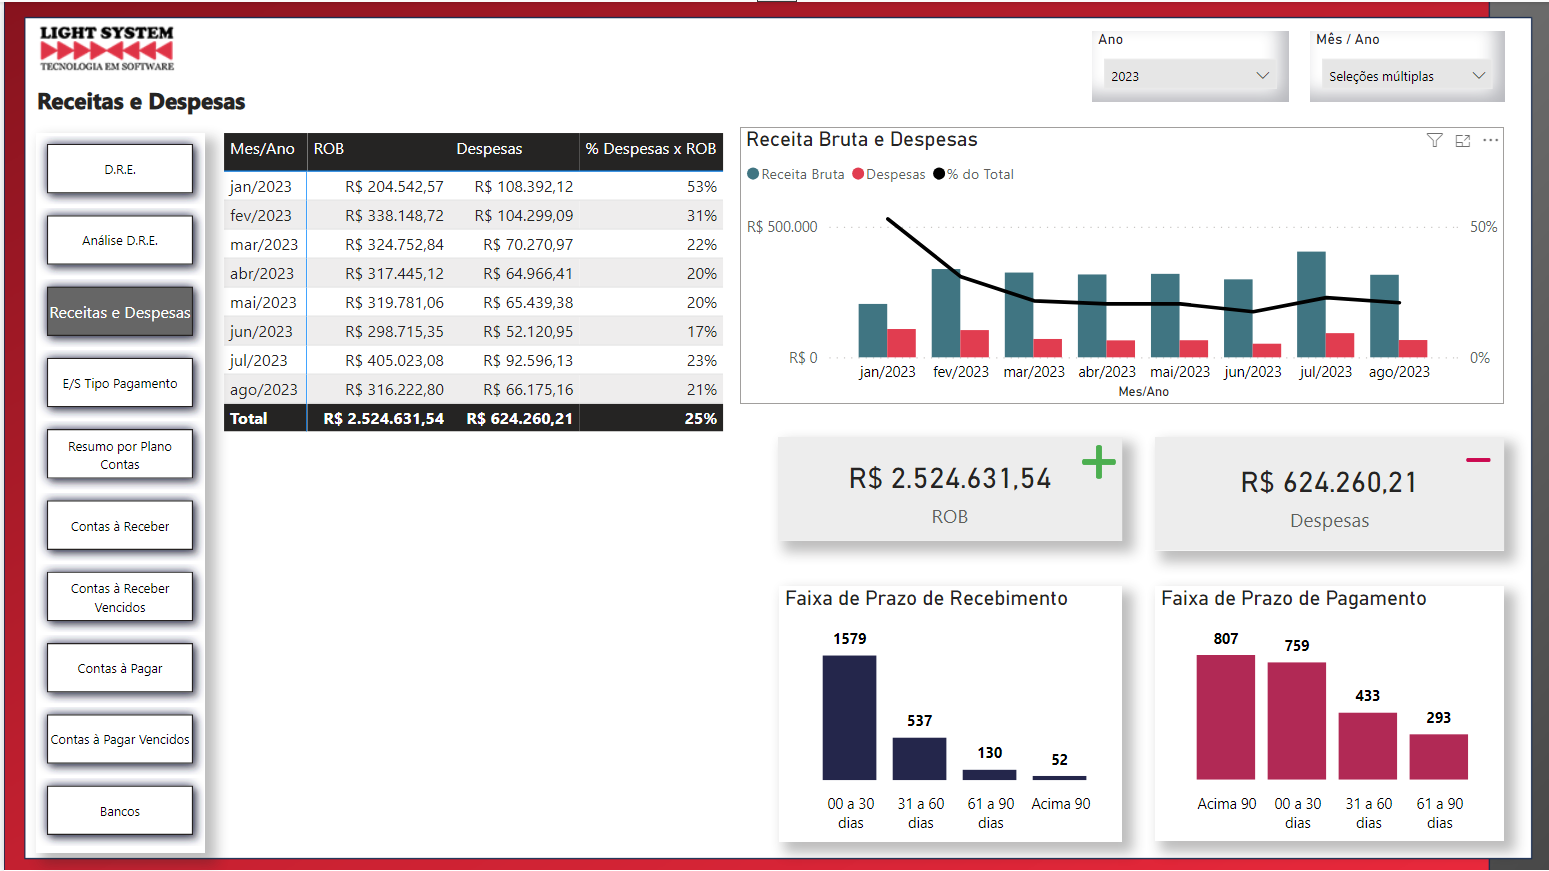 LIGHT SYSTEM
TECNOLOGIA EM SOFTWARE
Receitas e Despesas
Ano
2023
Mês / Ano
Seleções múltiplas
D.R.E.
Análise D.R.E.
Receitas e Despesas
E/S Tipo Pagamento
Resumo por Plano
Contas
Contas à Receber
Contas à Receber
Vencidos
Contas à Pagar
Contas à Pagar Vencidos
Bancos
Mes/Ano ROB Despesas % Despesas x ROB
jan/2023 R$ 204.542,57 R$ 108.392,12 53%
fev/2023 R$ 338.148,72 R$ 104.299,09 31%
mar/2023 R$ 324.752,84 R$ 70.270,97 22%
abr/2023 R$ 317.445,12 R$ 64.966,41 20%
mai/2023 R$ 319.781,06 R$ 65.439,38 20%
jun/2023 R$ 298.715,35 R$ 52.120,95 17%
jul/2023 R$ 405.023,08 R$ 92.596,13 23%
ago/2023 R$ 316.222,80 R$ 66.175,16 21%
Total R$ 2.524.631,54 R$ 624.260,21 25%
Receita Bruta e Despesas
Receita Bruta Despesas % do Total
R$ 500.000 50%
R$ 0 0%
jan/2023 fev/2023 mar/2023 abr/2023 mai/2023 jun/2023 jul/2023 ago/2023
Mes/Ano
R$ 2.524.631,54
ROB
R$ 624.260,21
Despesas
Faixa de Prazo de Recebimento
1579
537
130
52
00 a 30 31 a 60 61 a 90 Acima 90
dias dias dias
Faixa de Prazo de Pagamento
807
759
433
293
Acima 90 00 a 30 31 a 60 61 a 90
dias dias dias